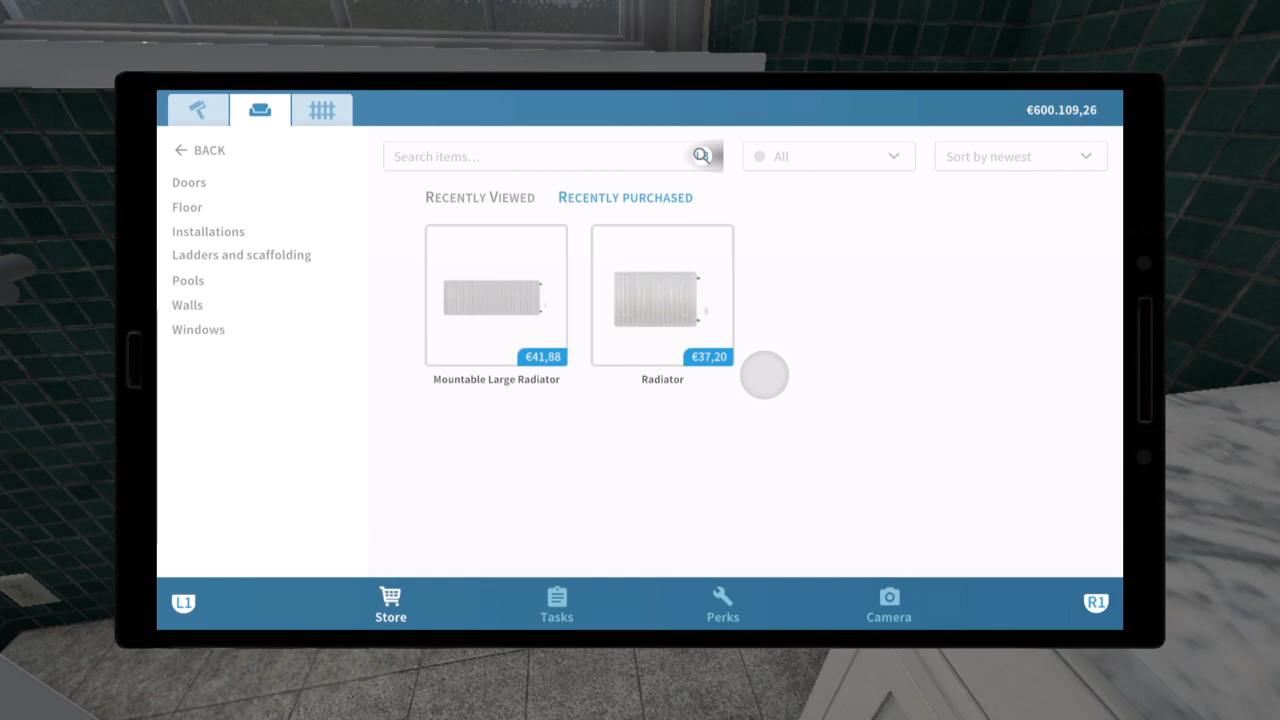 €600.109,26
BACK
Search items...
All
Sort by newest
Doors
Floor
Installations
Ladders and scaffolding
Pools
Walls
Windows
RECENTLY VIEWED
RECENTLY PURCHASED
€41,88
€37,20
Mountable Large Radiator
Radiator
L1
Store
Tasks
Perks
Camera
R1